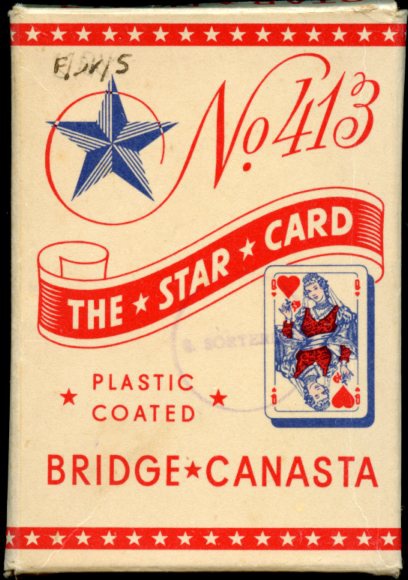 No 413
THE ★ STAR ★ CARD
PLASTIC
★ COATED ★
BRIDGE★CANASTA